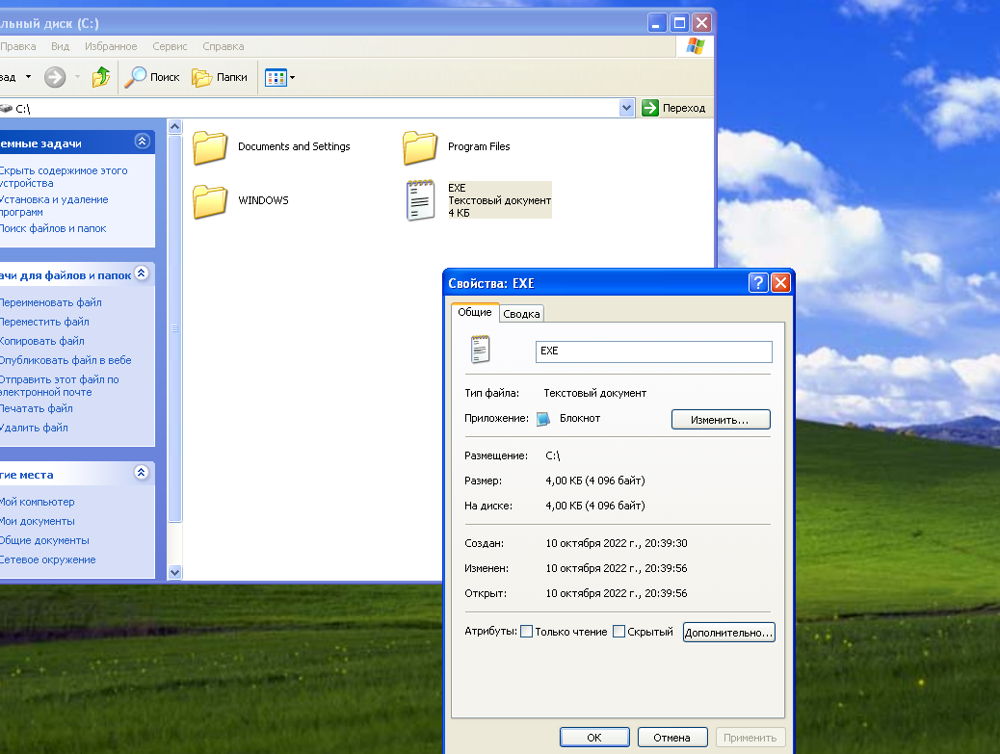 льный диск (C:)
Правка Вид Избранное Сервис Справка
зад Поиск Папки
C:\ Переход
емные задачи
Скрыть содержимое этого
устройства
Установка и удаление
программ
Поиск файлов и папок
ачи для файлов и папок
Переименовать файл
Переместить файл
Копировать файл
Опубликовать файл в вебе
Отправить этот файл по
электронной почте
Печатать файл
Удалить файл
гие места
Мой компьютер
Мои документы
Общие документы
Сетевое окружение
Documents and Settings
Program Files
WINDOWS
EXE
Текстовый документ
4 КБ
Свойства: EXE
Общие Сводка
EXE
Тип файла: Текстовый документ
Приложение: Блокнот Изменить...
Размещение: C:\
Размер: 4,00 КБ (4 096 байт)
На диске: 4,00 КБ (4 096 байт)
Создан: 10 октября 2022 г., 20:39:30
Изменен: 10 октября 2022 г., 20:39:56
Открыт: 10 октября 2022 г., 20:39:56
Атрибуты: Только чтение Скрытый Дополнительно...
OK Отмена Применить